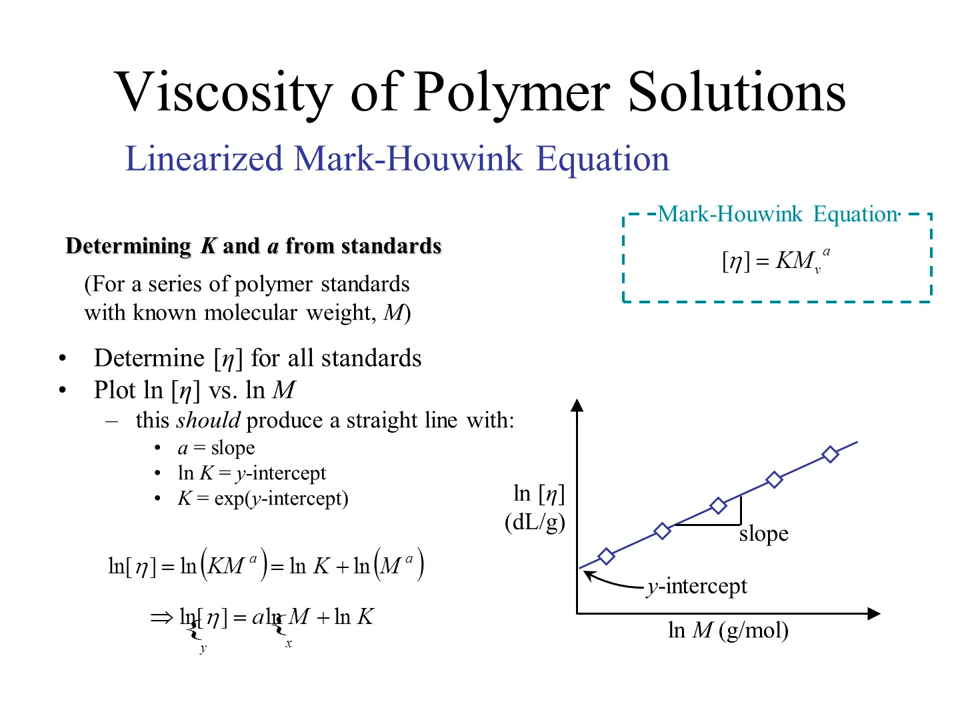 Viscosity of Polymer Solutions
Linearized Mark-Houwink Equation
Mark-Houwink Equation
[η] = KMᵥᵃ
Determining K and a from standards
(For a series of polymer standards
with known molecular weight, M)
• Determine [η] for all standards
• Plot ln [η] vs. ln M
– this should produce a straight line with:
• a = slope
• ln K = y-intercept
• K = exp(y-intercept)
ln[η] = ln(KM ᵃ) = ln K + ln(M ᵃ)
⇒ ln[η] = a ln M + ln K
y x
ln [η]
(dL/g)
slope
y-intercept
ln M (g/mol)